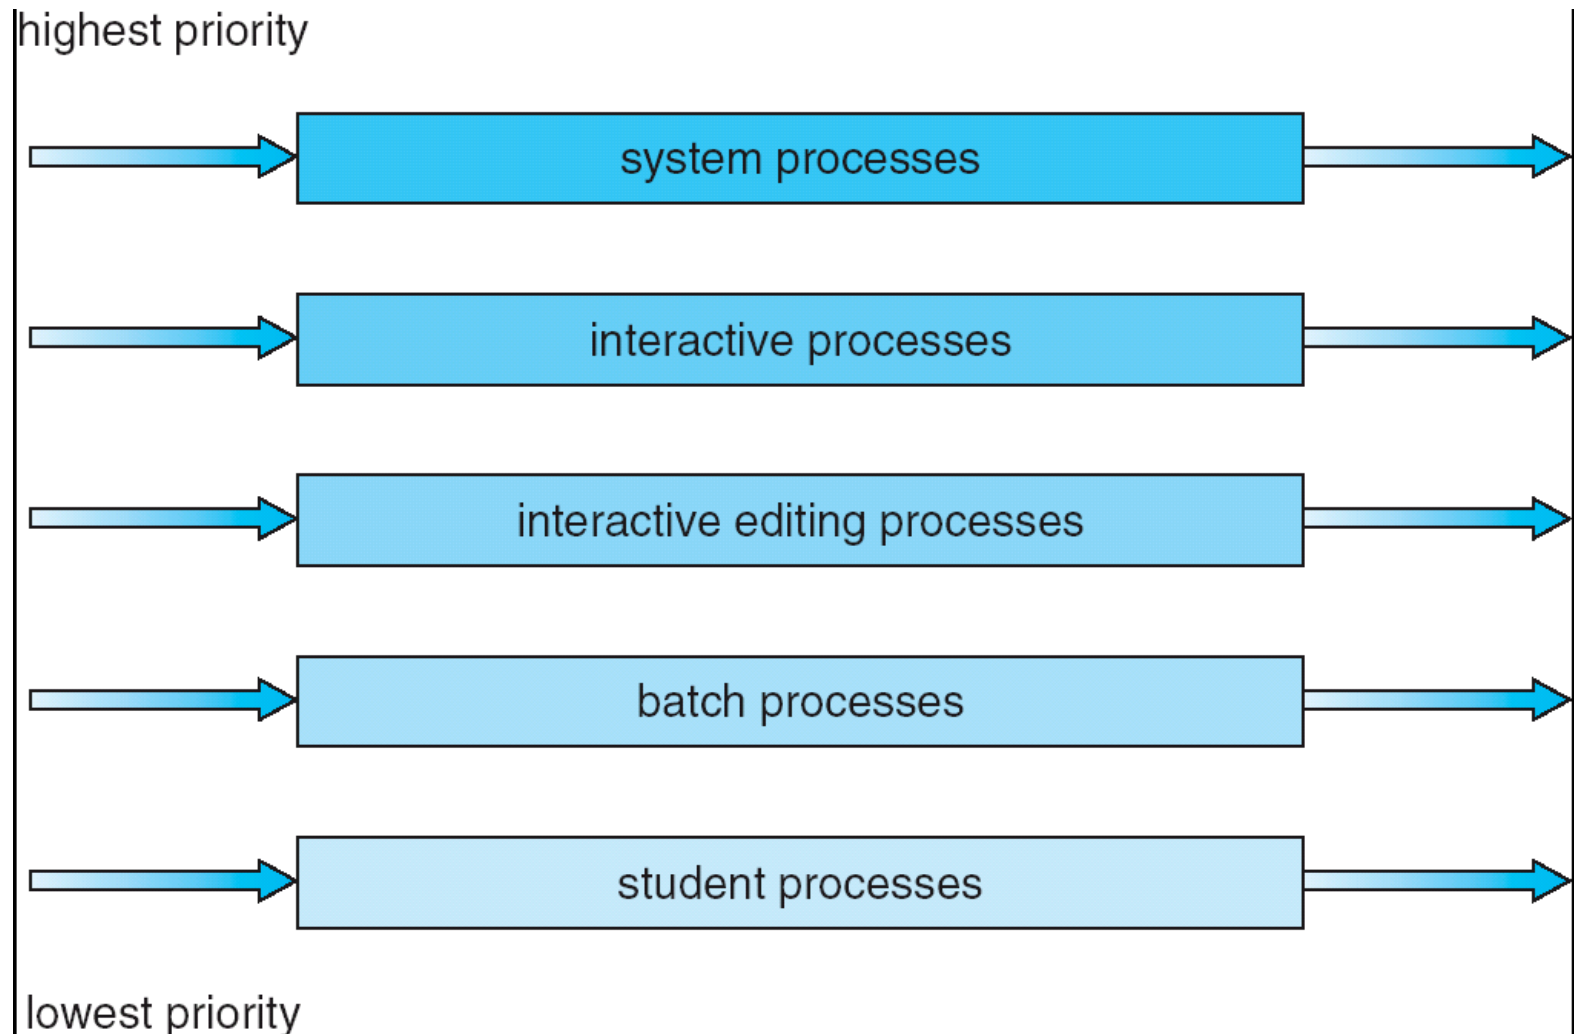 highest priority
system processes
interactive processes
interactive editing processes
batch processes
student processes
lowest priority